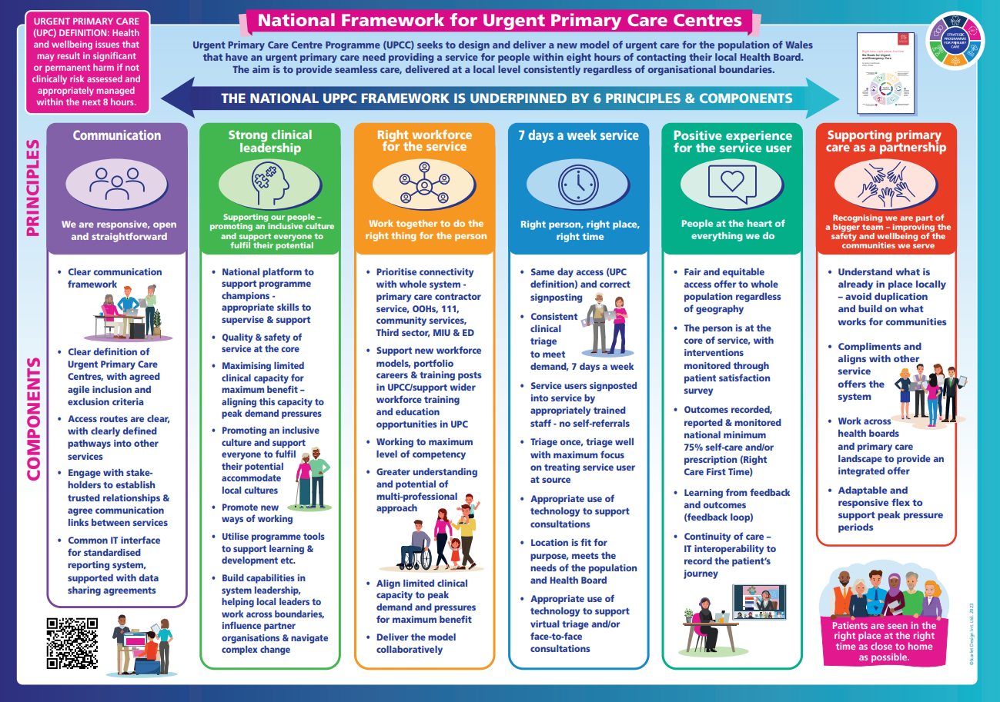 URGENT PRIMARY CARE
(UPC) DEFINITION: Health
and wellbeing issues that
may result in significant
or permanent harm if not
clinically risk assessed and
appropriately managed
within the next 8 hours.
National Framework for Urgent Primary Care Centres
Urgent Primary Care Centre Programme (UPCC) seeks to design and deliver a new model of urgent care for the population of Wales
that have an urgent primary care need providing a service for people within eight hours of contacting their local Health Board.
The aim is to provide seamless care, delivered at a local level consistently regardless of organisational boundaries.
THE NATIONAL UPPC FRAMEWORK IS UNDERPINNED BY 6 PRINCIPLES & COMPONENTS
Six Goals for Urgent
and Emergency Care
STRATEGIC
PROGRAMME
FOR PRIMARY
CARE
PRINCIPLES
COMPONENTS
Communication
We are responsive, open
and straightforward
• Clear communication
framework
• Clear definition of
Urgent Primary Care
Centres, with agreed
agile inclusion and
exclusion criteria
• Access routes are clear,
with clearly defined
pathways into other
services
• Engage with stake-
holders to establish
trusted relationships &
agree communication
links between services
• Common IT interface
for standardised
reporting system,
supported with data
sharing agreements
Strong clinical
leadership
Supporting our people –
promoting an inclusive culture
and support everyone to
fulfil their potential
• National platform to
support programme
champions -
appropriate skills to
supervise & support
• Quality & safety of
service at the core
• Maximising limited
clinical capacity for
maximum benefit –
aligning this capacity to
peak demand pressures
• Promoting an inclusive
culture and support
everyone to fulfil
their potential
accommodate
local cultures
• Promote new
ways of working
• Utilise programme tools
to support learning &
development etc.
• Build capabilities in
system leadership,
helping local leaders to
work across boundaries,
influence partner
organisations & navigate
complex change
Right workforce
for the service
Work together to do the
right thing for the person
• Prioritise connectivity
with whole system -
primary care contractor
service, OOHs, 111,
community services,
Third sector, MIU & ED
• Support new workforce
models, portfolio
careers & training posts
in UPCC/support wider
workforce training
and education
opportunities in UPC
• Working to maximum
level of competency
• Greater understanding
and potential of
multi-professional
approach
• Align limited clinical
capacity to peak
demand and pressures
for maximum benefit
• Deliver the model
collaboratively
7 days a week service
Right person, right place,
right time
• Same day access (UPC
definition) and correct
signposting
• Consistent
clinical
triage
to meet
demand, 7 days a week
• Service users signposted
into service by
appropriately trained
staff - no self-referrals
• Triage once, triage well
with maximum focus
on treating service user
at source
• Appropriate use of
technology to support
consultations
• Location is fit for
purpose, meets the
needs of the population
and Health Board
• Appropriate use of
technology to support
virtual triage and/or
face-to-face
consultations
Positive experience
for the service user
People at the heart of
everything we do
• Fair and equitable
access offer to whole
population regardless
of geography
• The person is at the
core of service, with
interventions
monitored through
patient satisfaction
survey
• Outcomes recorded,
reported & monitored
national minimum
75% self-care and/or
prescription (Right
Care First Time)
• Learning from feedback
and outcomes
(feedback loop)
• Continuity of care –
IT interoperability to
record the patient's
journey
Supporting primary
care as a partnership
Recognising we are part of
a bigger team – improving the
safety and wellbeing of the
communities we serve
• Understand what is
already in place locally
– avoid duplication
and build on what
works for communities
• Compliments and
aligns with other
service
offers the
system
• Work across
health boards
and primary care
landscape to provide an
integrated offer
• Adaptable and
responsive flex to
support peak pressure
periods
Patients are seen in the
right place at the right
time as close to home
as possible.
©Scarlet Design Int. Ltd. 2023